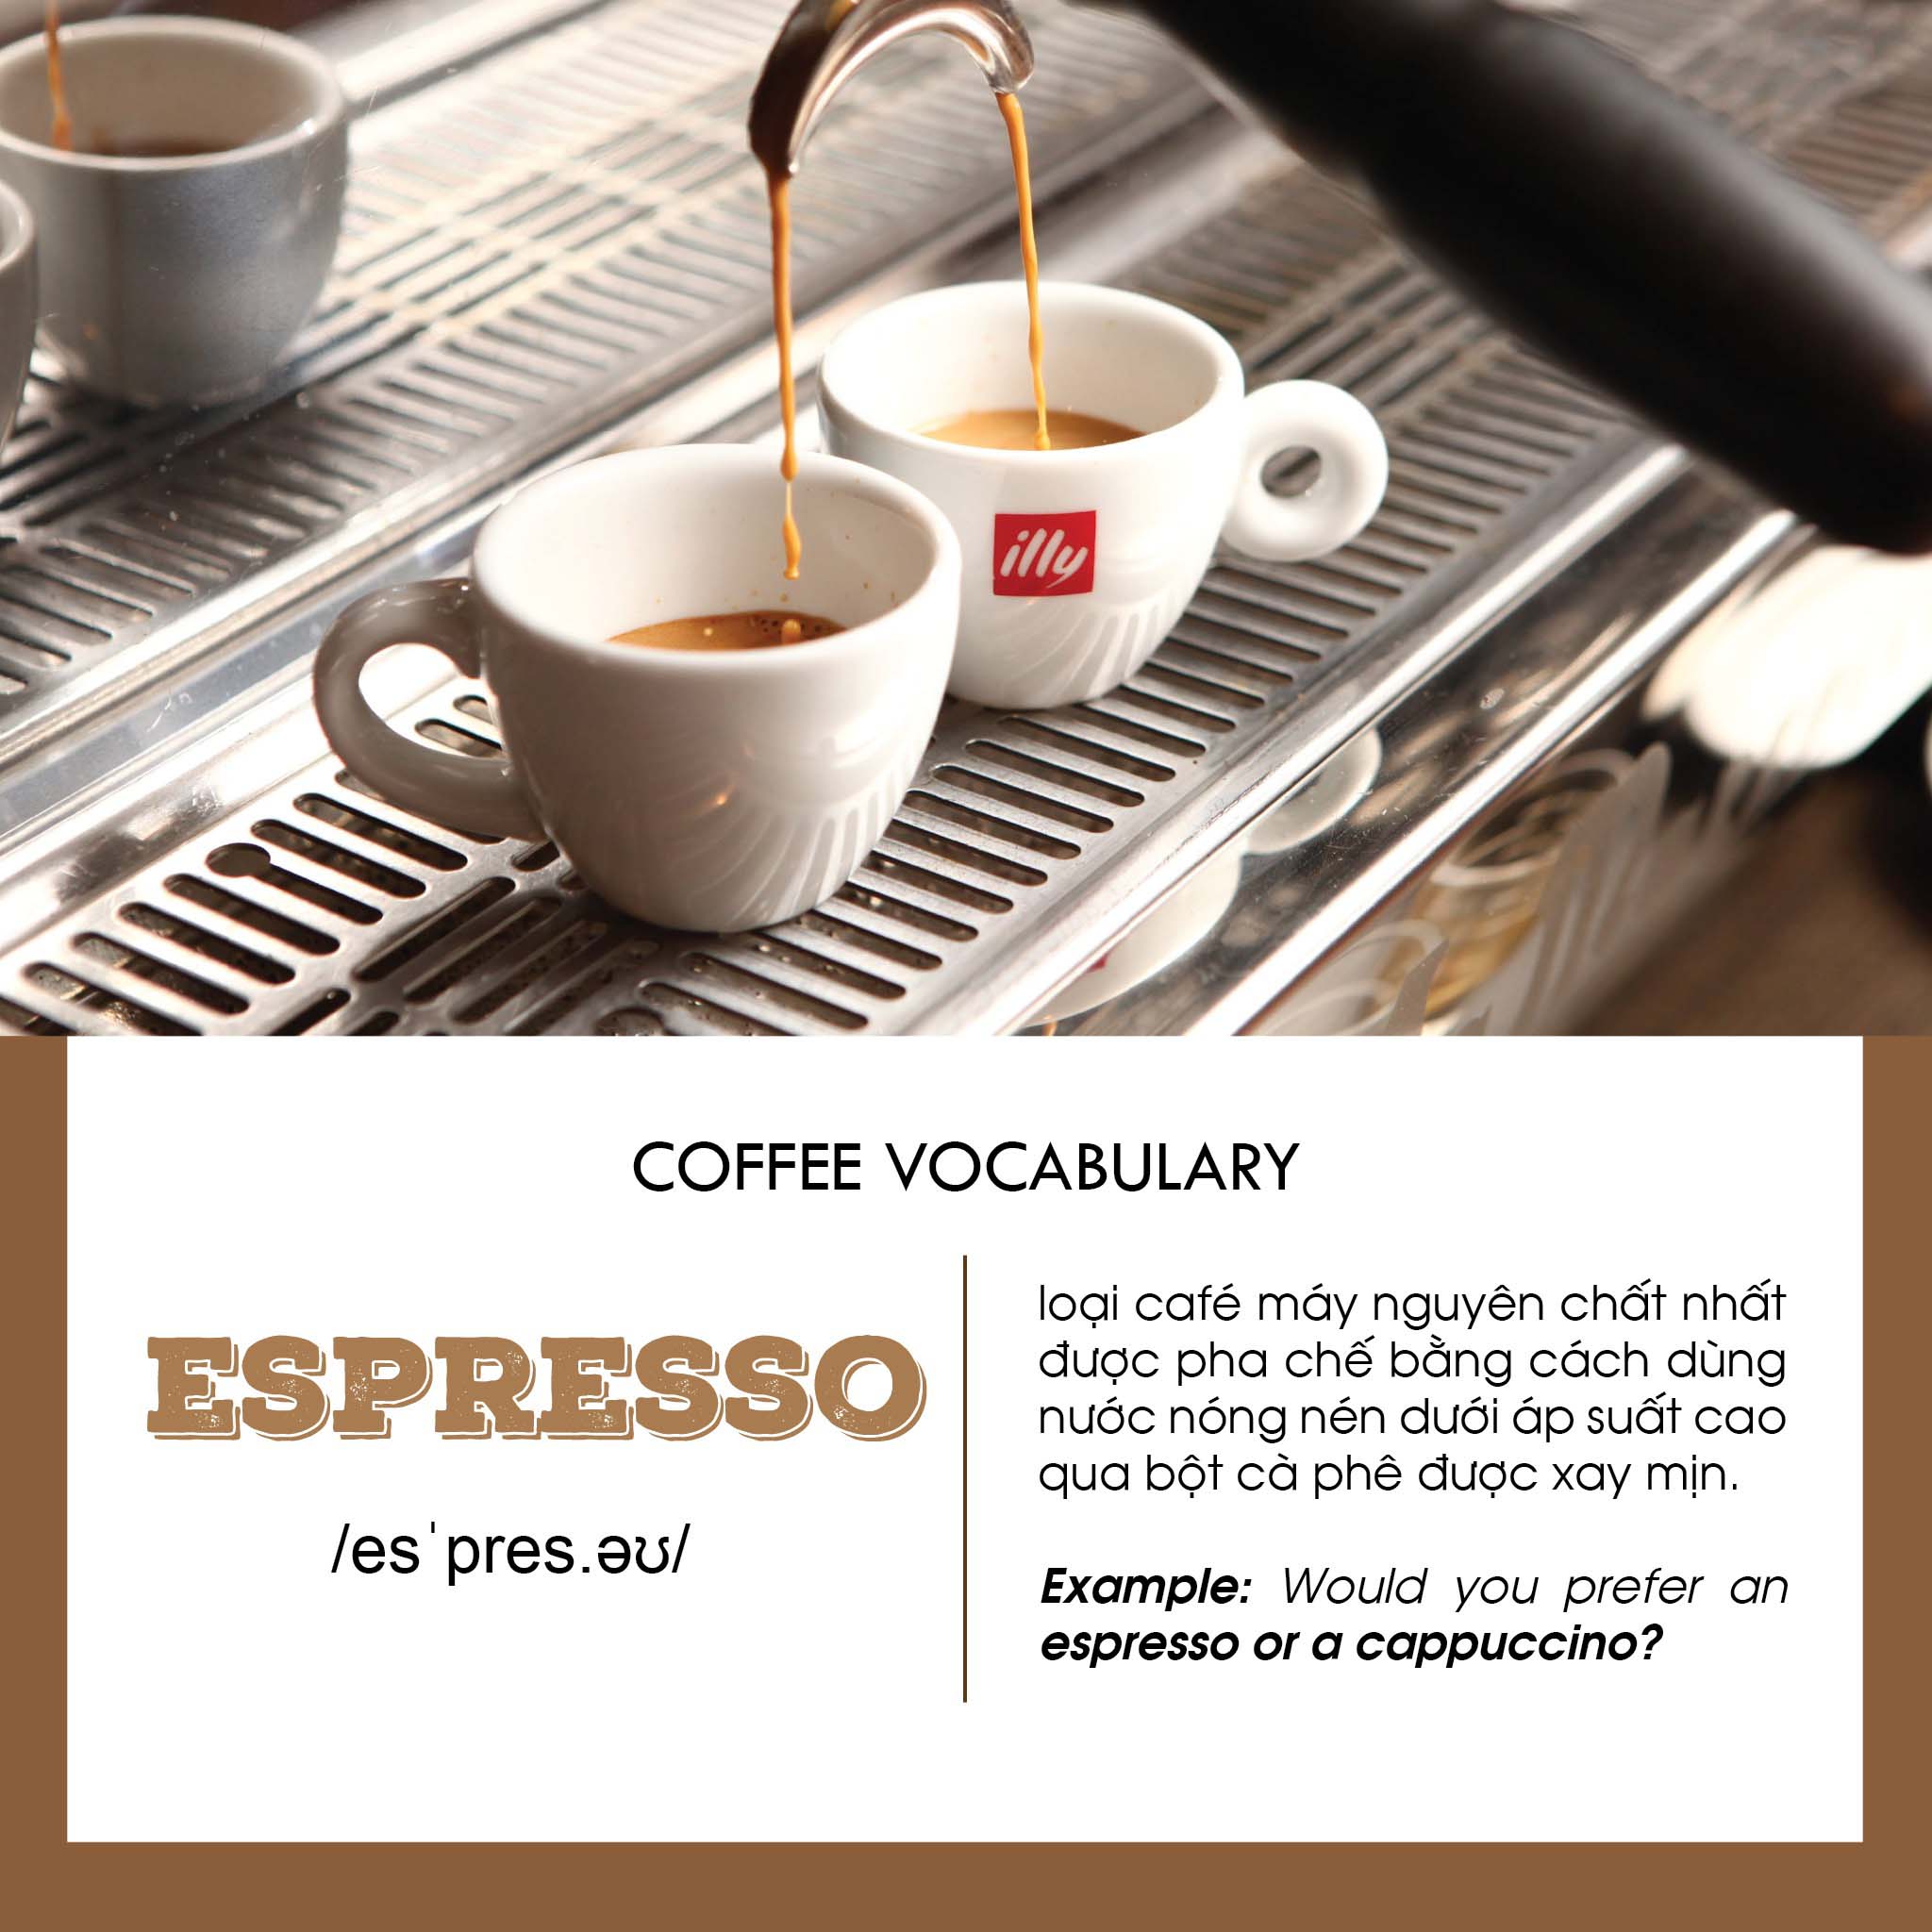 illy
COFFEE VOCABULARY
ESPRESSO
/esˈpres.əʊ/
loại café máy nguyên chất nhất
được pha chế bằng cách dùng
nước nóng nén dưới áp suất cao
qua bột cà phê được xay mịn.
Example: Would you prefer an
espresso or a cappuccino?